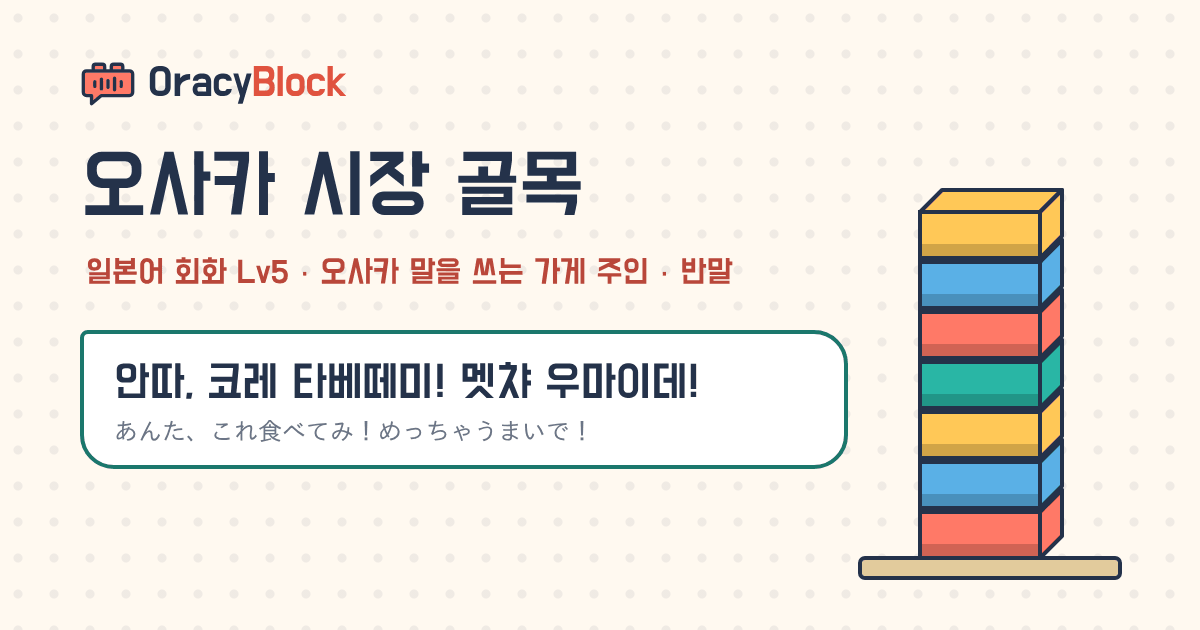 OracyBlock
오사카 시장 골목
일본어 회화 Lv5 · 오사카 말을 쓰는 가게 주인 · 반말
안따, 코레 타베떼미! 멧챠 우마이데!
あんた、これ食べてみ！めっちゃうまいで！